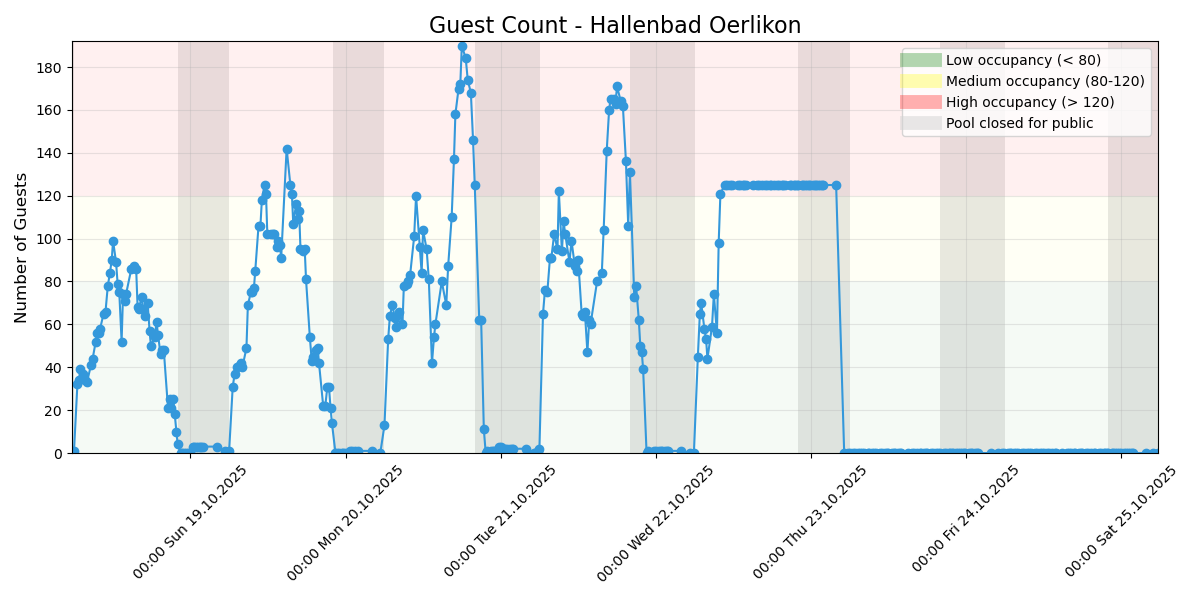 Guest Count - Hallenbad Oerlikon
Number of Guests
180
160
140
120
100
80
60
40
20
0
Low occupancy (< 80)
Medium occupancy (80-120)
High occupancy (> 120)
Pool closed for public
00:00 Sun 19.10.2025
00:00 Mon 20.10.2025
00:00 Tue 21.10.2025
00:00 Wed 22.10.2025
00:00 Thu 23.10.2025
00:00 Fri 24.10.2025
00:00 Sat 25.10.2025